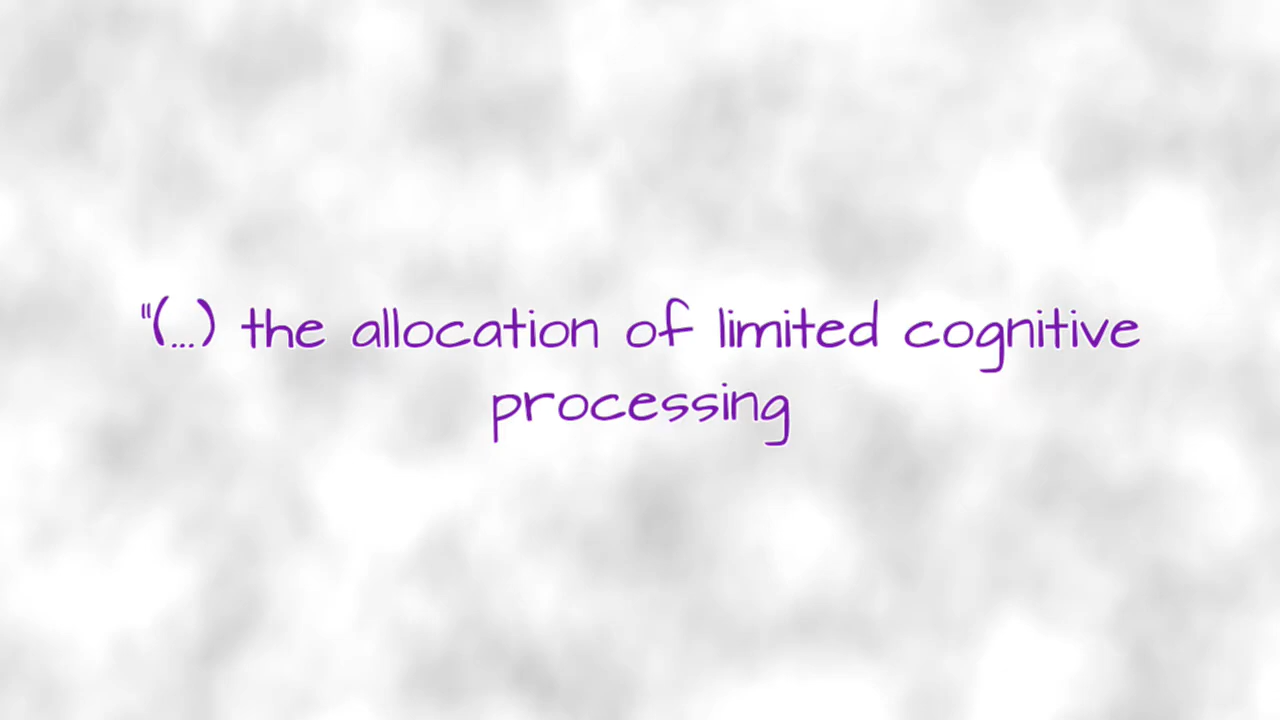 "(...) the allocation of limited cognitive
processing